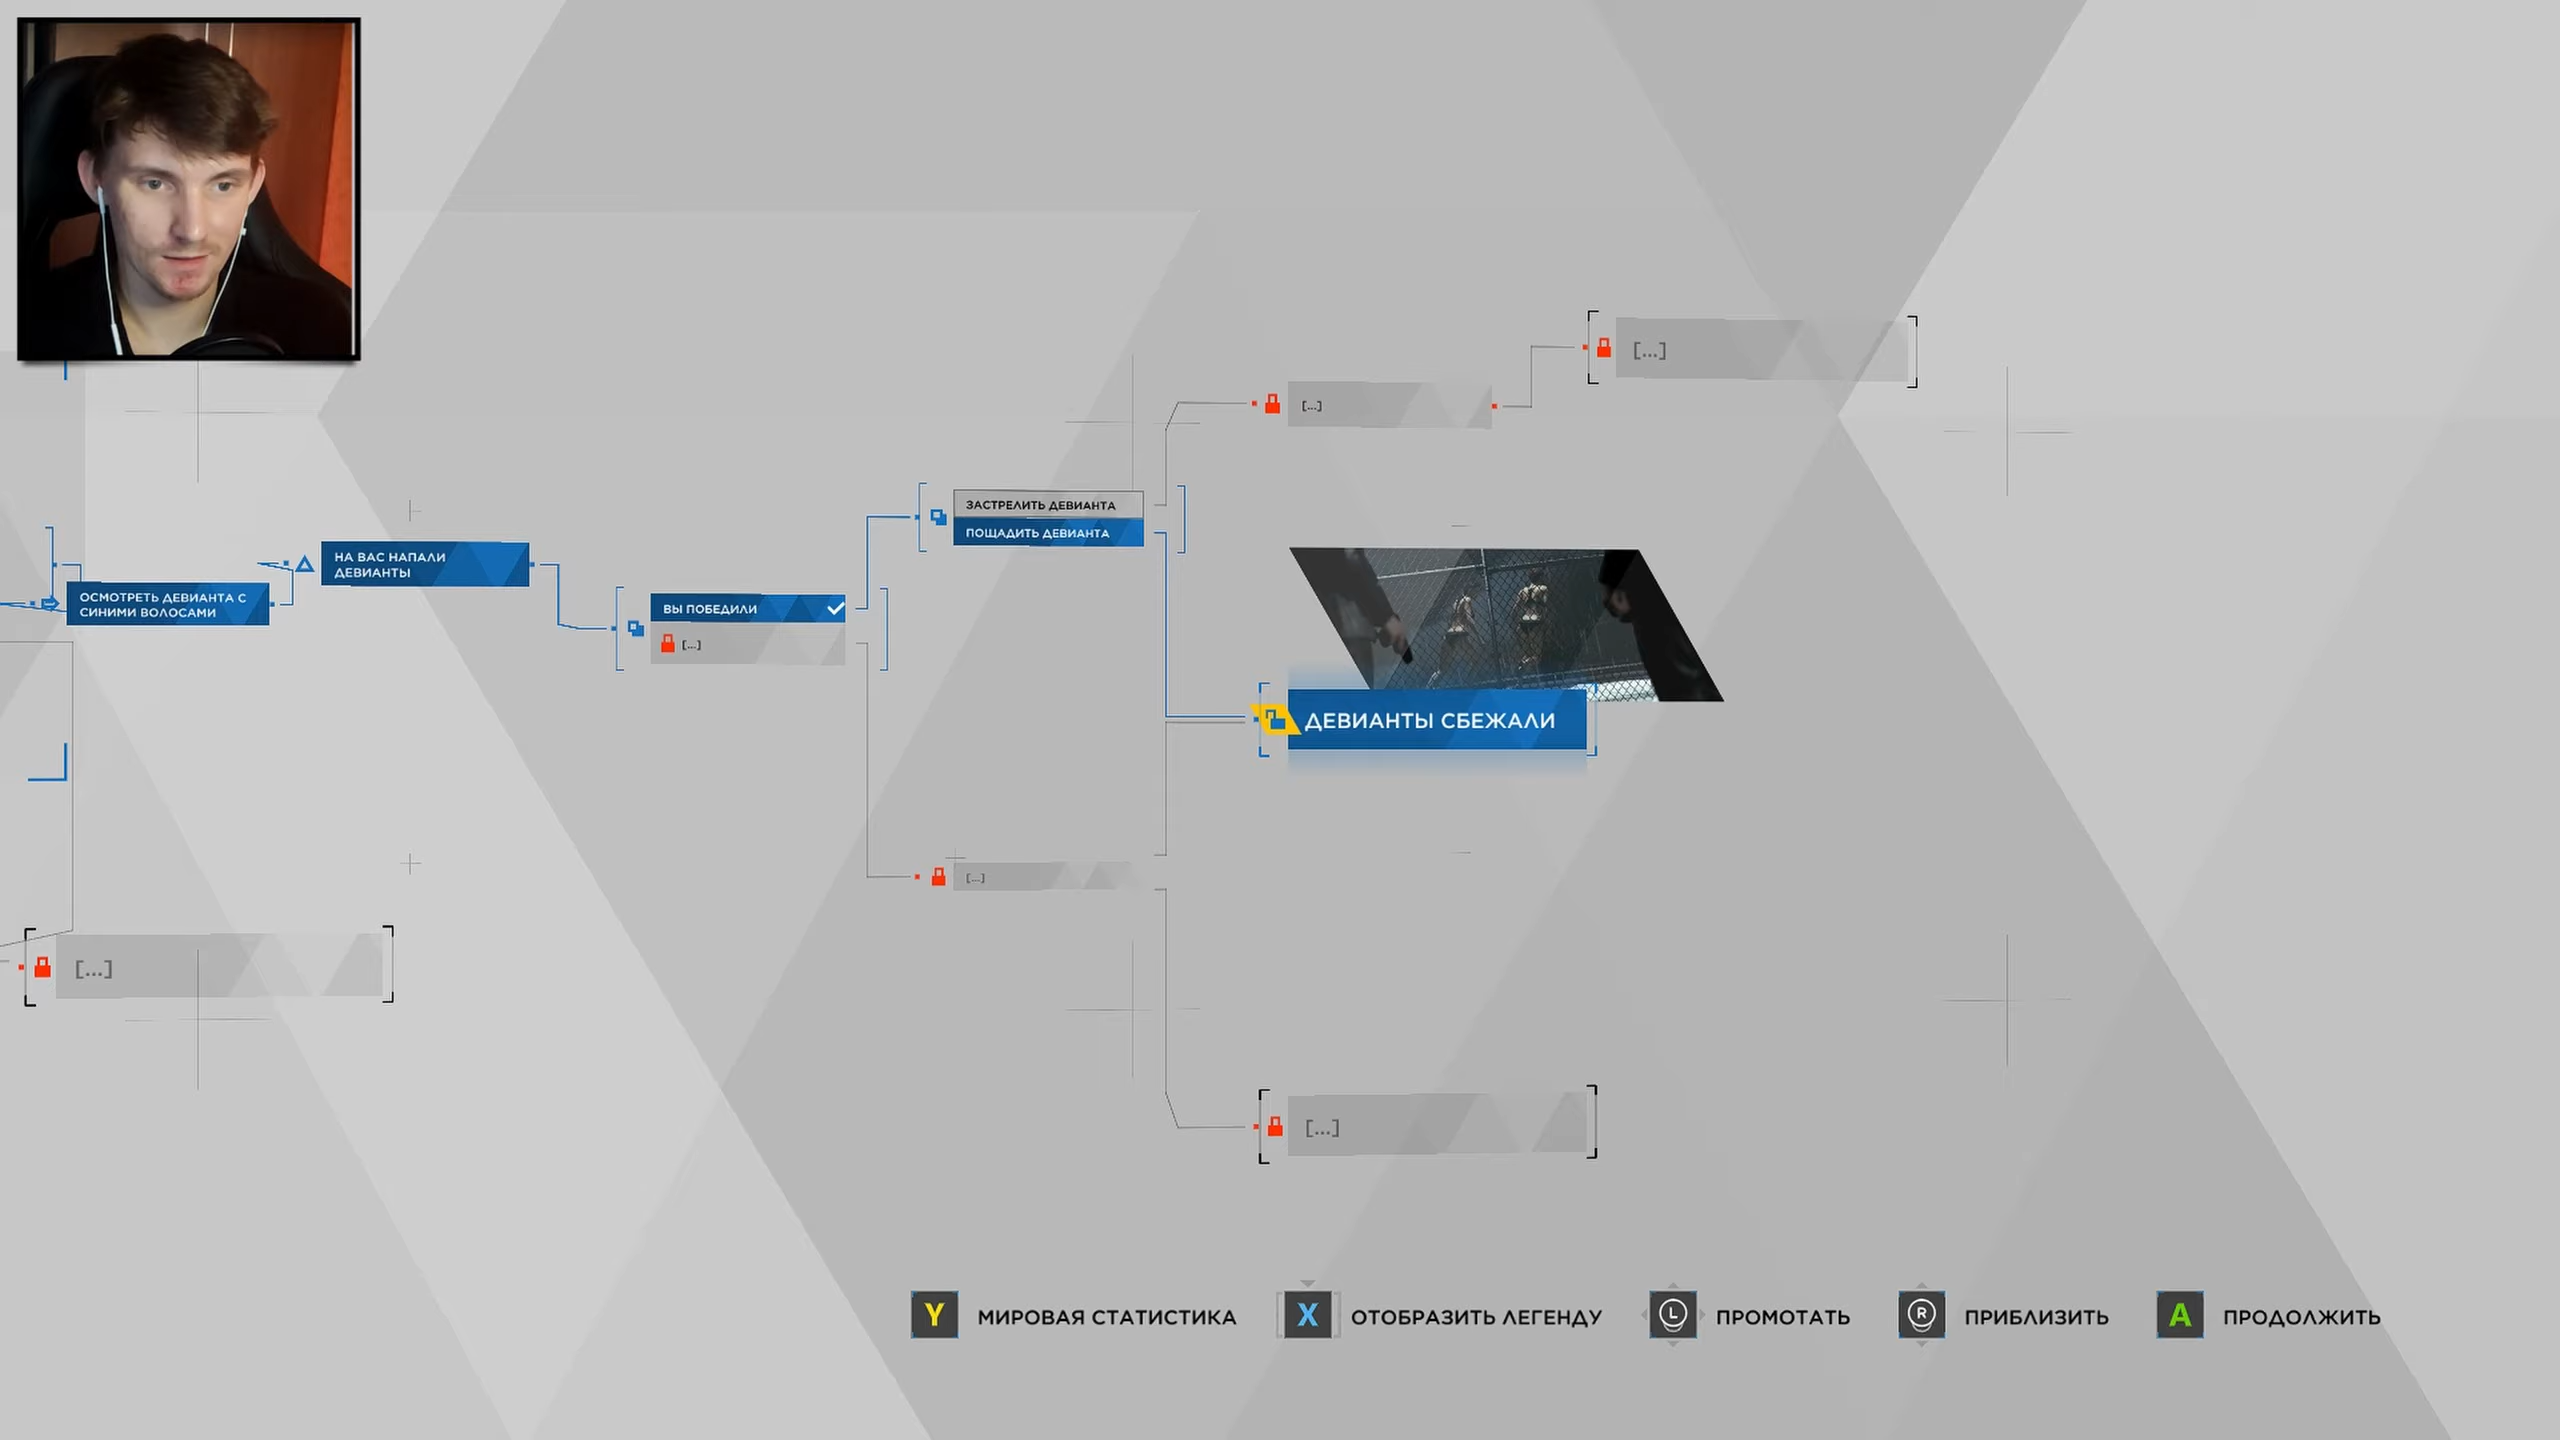 [...]
[...]
ЗАСТРЕЛИТЬ ДЕВИАНТА
ПОЩАДИТЬ ДЕВИАНТА
НА ВАС НАПАЛИ
ДЕВИАНТЫ
ОСМОТРЕТЬ ДЕВИАНТА С
СИНИМИ ВОЛОСАМИ
ВЫ ПОБЕДИЛИ
[...]
ДЕВИАНТЫ СБЕЖАЛИ
[...]
[...]
[...]
Y МИРОВАЯ СТАТИСТИКА X ОТОБРАЗИТЬ ЛЕГЕНДУ L ПРОМОТАТЬ R ПРИБЛИЗИТЬ A ПРОДОЛЖИТЬ